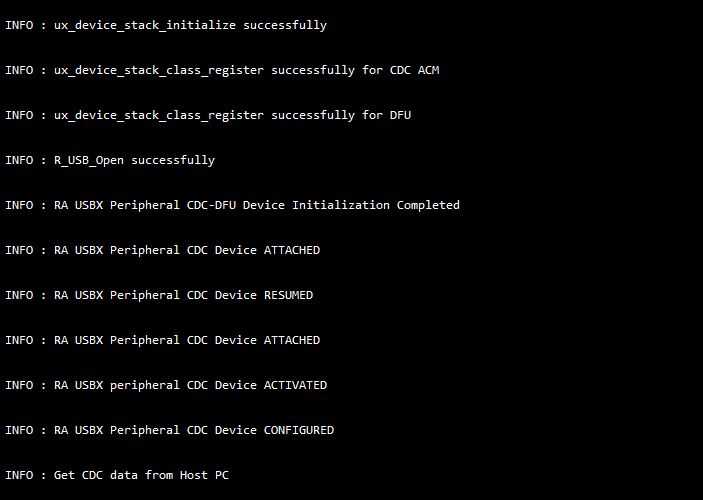 INFO : ux_device_stack_initialize successfully
INFO : ux_device_stack_class_register successfully for CDC ACM
INFO : ux_device_stack_class_register successfully for DFU
INFO : R_USB_Open successfully
INFO : RA USBX Peripheral CDC-DFU Device Initialization Completed
INFO : RA USBX Peripheral CDC Device ATTACHED
INFO : RA USBX Peripheral CDC Device RESUMED
INFO : RA USBX Peripheral CDC Device ATTACHED
INFO : RA USBX peripheral CDC Device ACTIVATED
INFO : RA USBX Peripheral CDC Device CONFIGURED
INFO : Get CDC data from Host PC